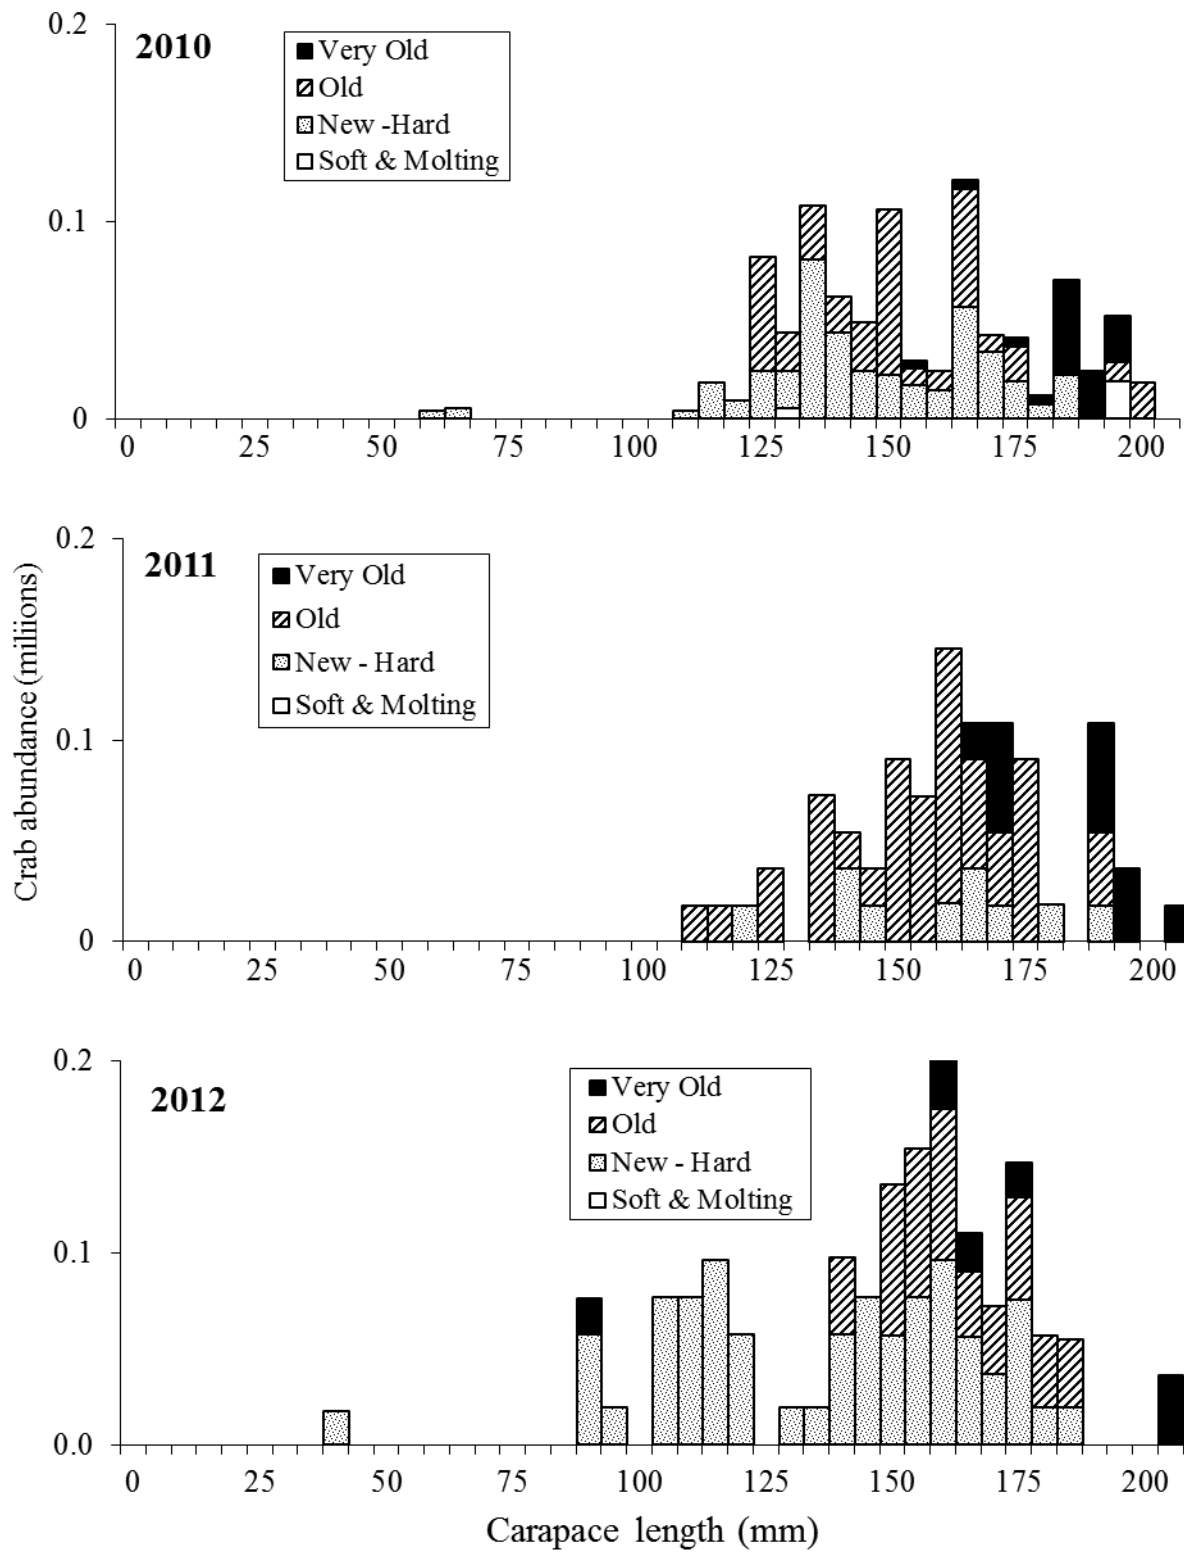 0.2
2010
Very Old
Old
New -Hard
Soft & Molting
0.1
0
0 25 50 75 100 125 150 175 200
0.2
2011
Very Old
Old
New - Hard
Soft & Molting
0.1
0
0 25 50 75 100 125 150 175 200
Crab abundance (miliions)
0.2
2012
Very Old
Old
New - Hard
Soft & Molting
0.1
0.0
0 25 50 75 100 125 150 175 200
Carapace length (mm)